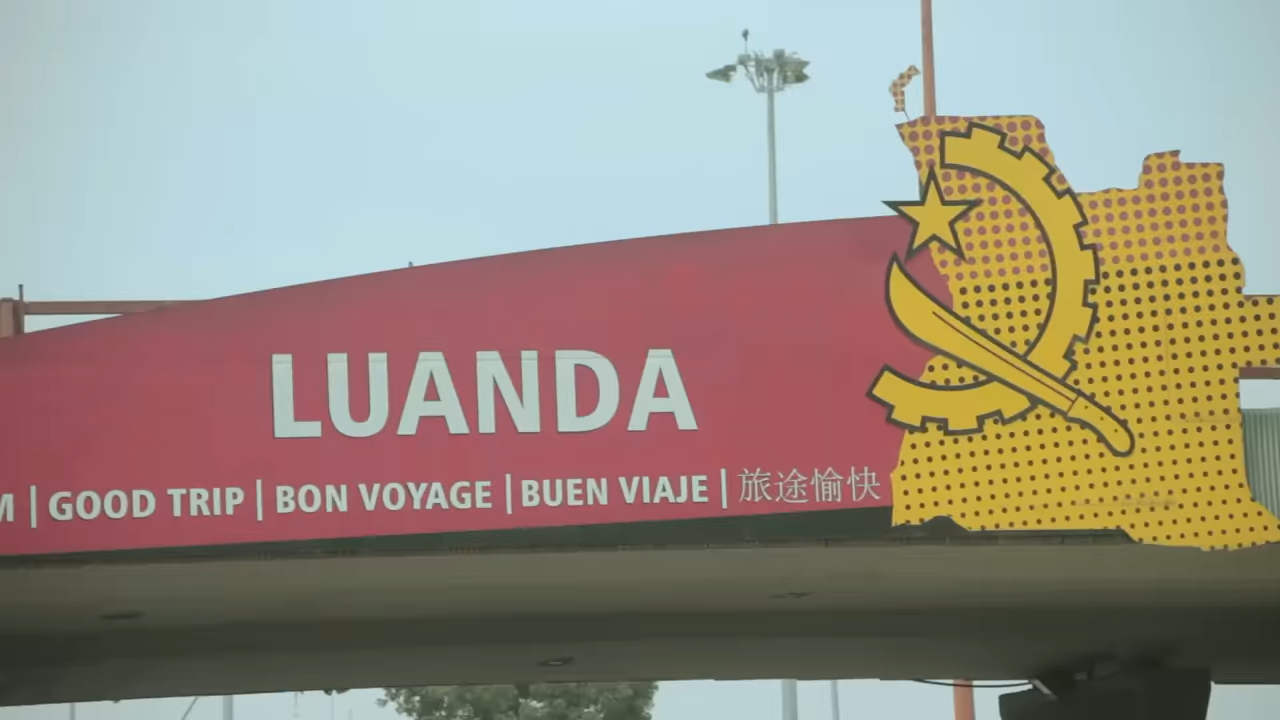 LUANDA
M | GOOD TRIP | BON VOYAGE | BUEN VIAJE | 旅途愉快